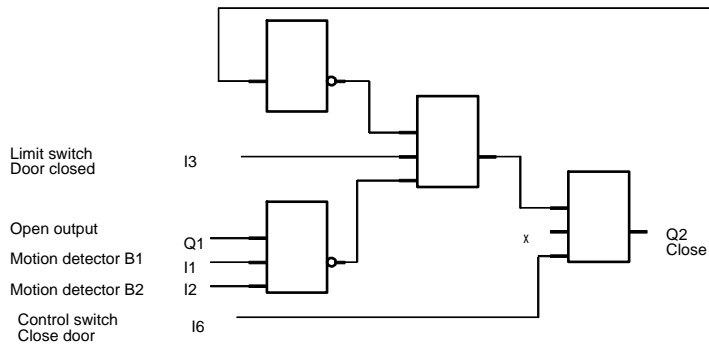 Limit switch
Door closed
I3
Open output
Q1
Motion detector B1
I1
Motion detector B2
I2
Control switch
Close door
I6
x
Q2
Close